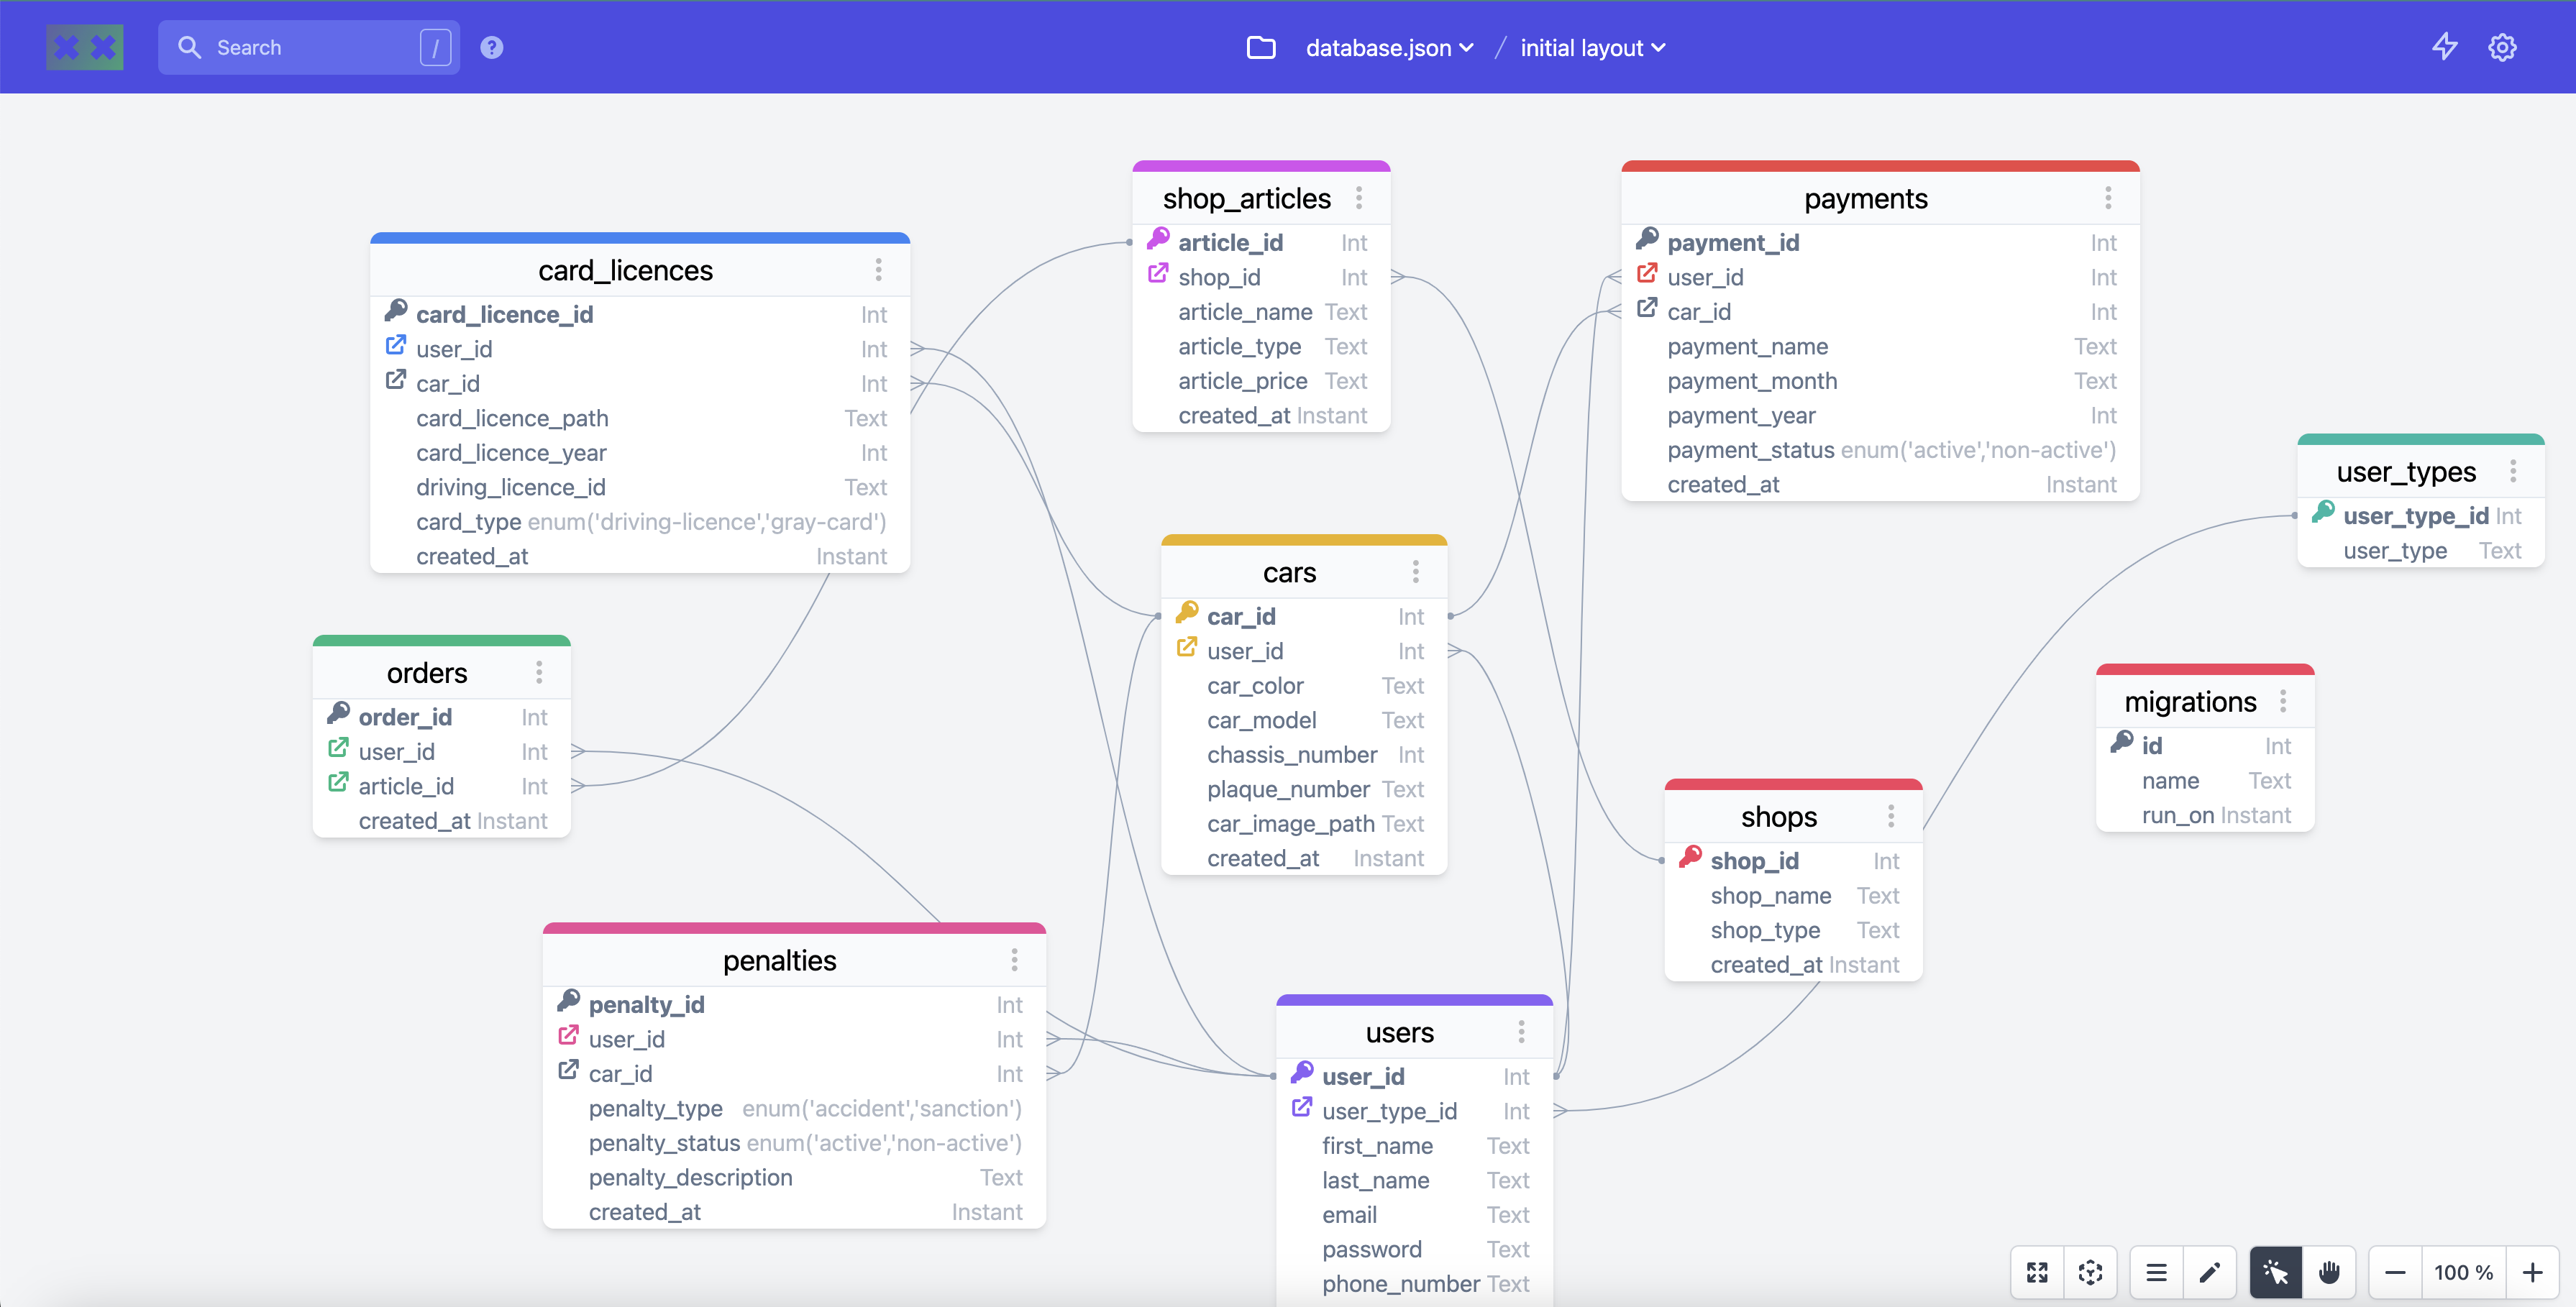 Search /
?
database.json / initial layout
card_licences
card_licence_id Int
user_id Int
car_id Int
card_licence_path Text
card_licence_year Int
driving_licence_id Text
card_type enum('driving-licence','gray-card')
created_at Instant
shop_articles
article_id Int
shop_id Int
article_name Text
article_type Text
article_price Text
created_at Instant
payments
payment_id Int
user_id Int
car_id Int
payment_name Text
payment_month Text
payment_year Int
payment_status enum('active','non-active')
created_at Instant
user_types
user_type_id Int
user_type Text
cars
car_id Int
user_id Int
car_color Text
car_model Text
chassis_number Int
plaque_number Text
car_image_path Text
created_at Instant
orders
order_id Int
user_id Int
article_id Int
created_at Instant
migrations
id Int
name Text
run_on Instant
shops
shop_id Int
shop_name Text
shop_type Text
created_at Instant
penalties
penalty_id Int
user_id Int
car_id Int
penalty_type enum('accident','sanction')
penalty_status enum('active','non-active')
penalty_description Text
created_at Instant
users
user_id Int
user_type_id Int
first_name Text
last_name Text
email Text
password Text
phone_number Text
100 %